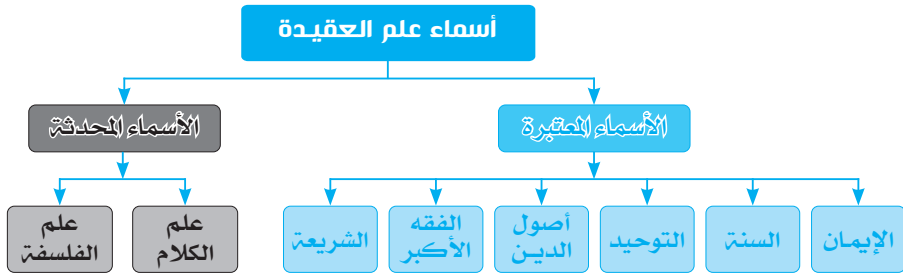 أسماء علم العقيدة
الأسماء المعتبرة
الأسماء المحدثة
الإيمان
السنة
التوحيد
أصول
الدين
الفقه
الأكبر
الشريعة
علم
الكلام
علم
الفلسفة